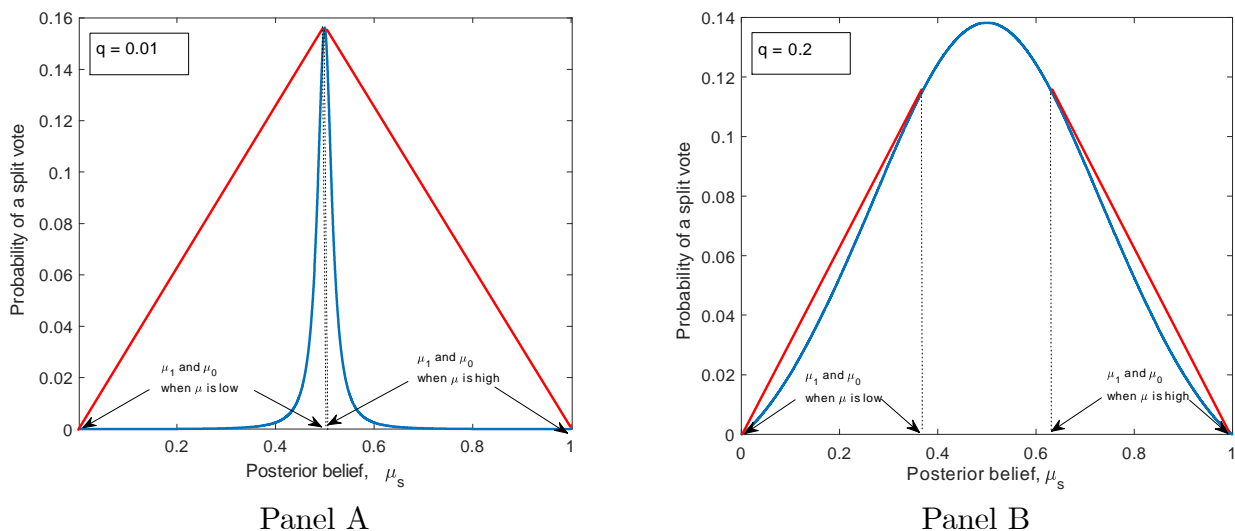 0.16
q = 0.01
0.14
0.12
0.1
0.08
0.06
0.04
0.02
0
Probability of a split vote
μ1 and μ0
when μ is low
μ1 and μ0
when μ is high
0.2
0.4
0.6
0.8
1
Posterior belief, μs
Panel A
0.14
q = 0.2
0.12
0.1
0.08
0.06
0.04
0.02
0
Probability of a split vote
μ1 and μ0
when μ is low
μ1 and μ0
when μ is high
0
0.2
0.4
0.6
0.8
1
Posterior belief, μs
Panel B